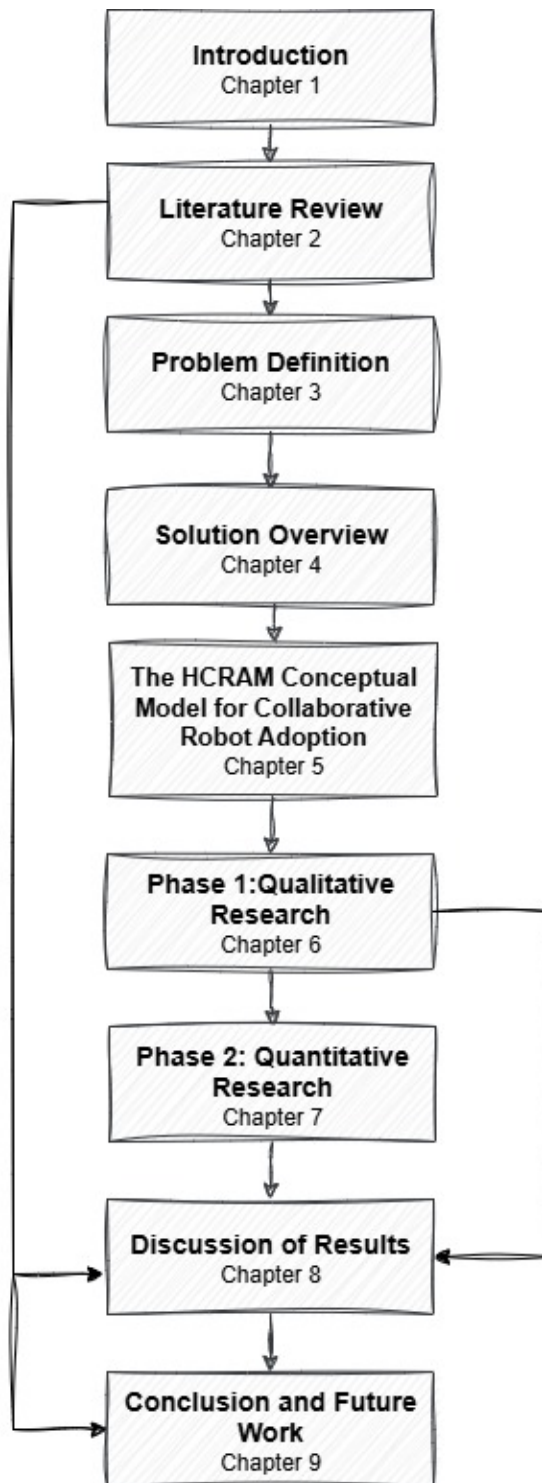 Introduction
Chapter 1
Literature Review
Chapter 2
Problem Definition
Chapter 3
Solution Overview
Chapter 4
The HCRAM Conceptual
Model for Collaborative
Robot Adoption
Chapter 5
Phase 1:Qualitative
Research
Chapter 6
Phase 2: Quantitative
Research
Chapter 7
Discussion of Results
Chapter 8
Conclusion and Future
Work
Chapter 9